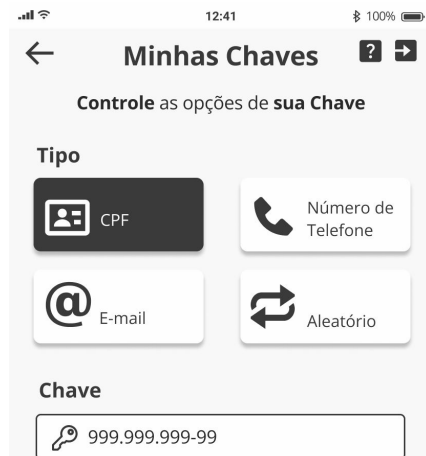 12:41
100%
Minhas Chaves
Controle as opções de sua Chave
Tipo
CPF
Número de
Telefone
@
E-mail
Aleatório
Chave
999.999.999-99